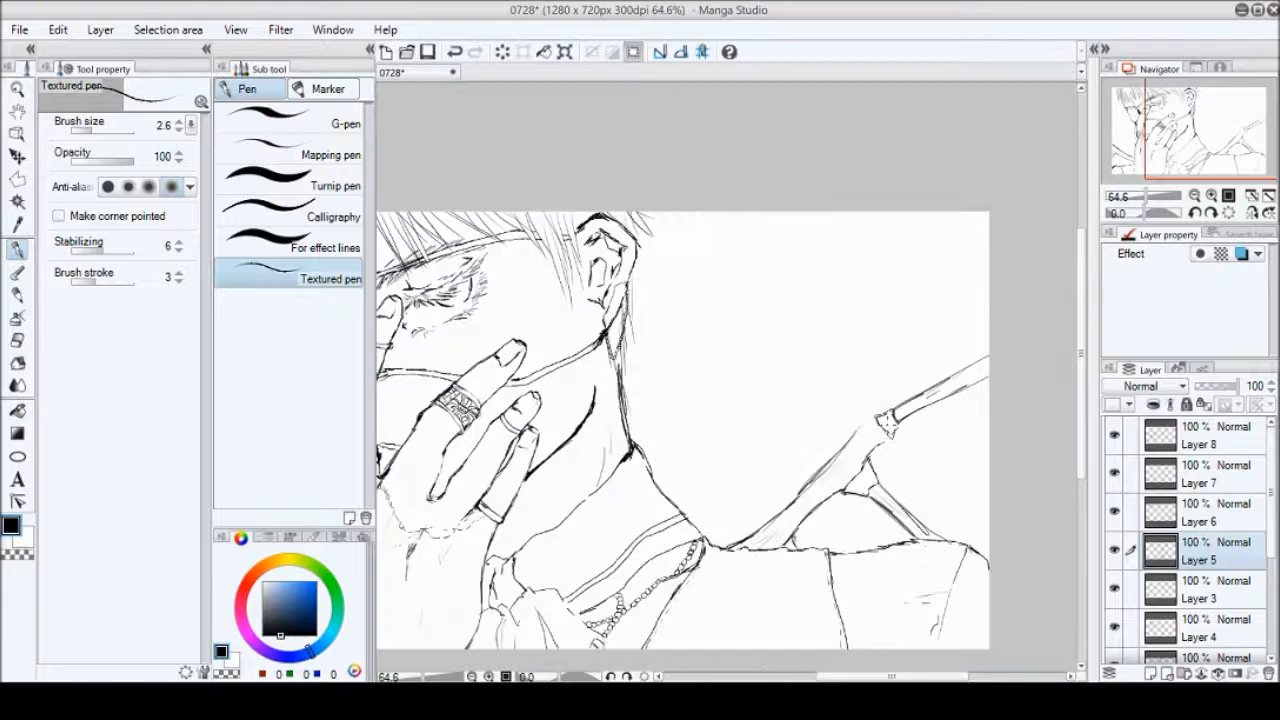 0728* (1280 x 720px 300dpi 64.6%) - Manga Studio
File Edit Layer Selection area View Filter Window Help
Tool property
Sub tool
0728*
Navigator
Textured pen
Pen Marker
Brush size 2.6
G-pen
Opacity 100
Mapping pen
Anti-alias
Turnip pen
64.6
0.0
Make corner pointed
Calligraphy
Layer property Search layer
Stabilizing 6
For effect lines
Effect
Brush stroke 3
Textured pen
Layer
Normal 100
100 % Normal
Layer 8
100 % Normal
Layer 7
100 % Normal
Layer 6
100 % Normal
Layer 5
100 % Normal
Layer 3
100 % Normal
Layer 4
100 % Normal
0 0 0
64.6 0.0